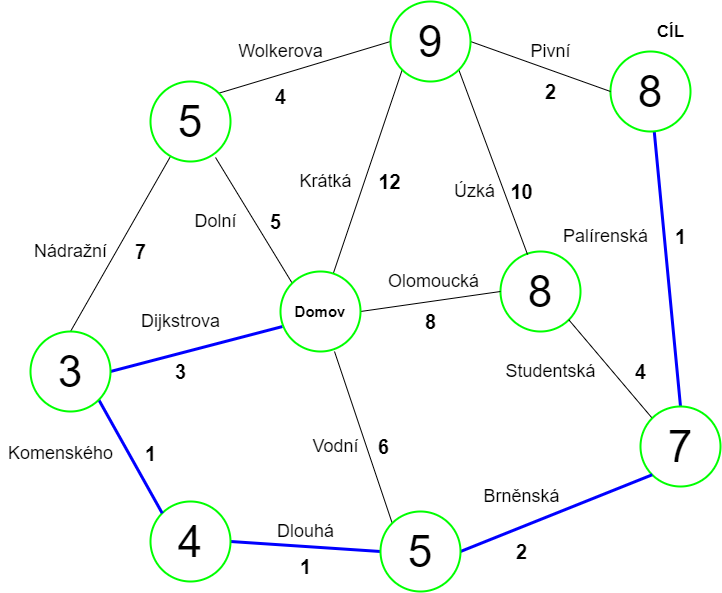 CÍL
Wolkerova
4
9
Pivní
2
8
5
Krátká
12
Úzká
10
Dolní
5
Palírenská
1
Nádražní
7
Olomoucká
8
8
Domov
Dijkstrova
3
3
Studentská
4
Komenského
1
Vodní
6
7
Brněnská
2
4
Dlouhá
1
5